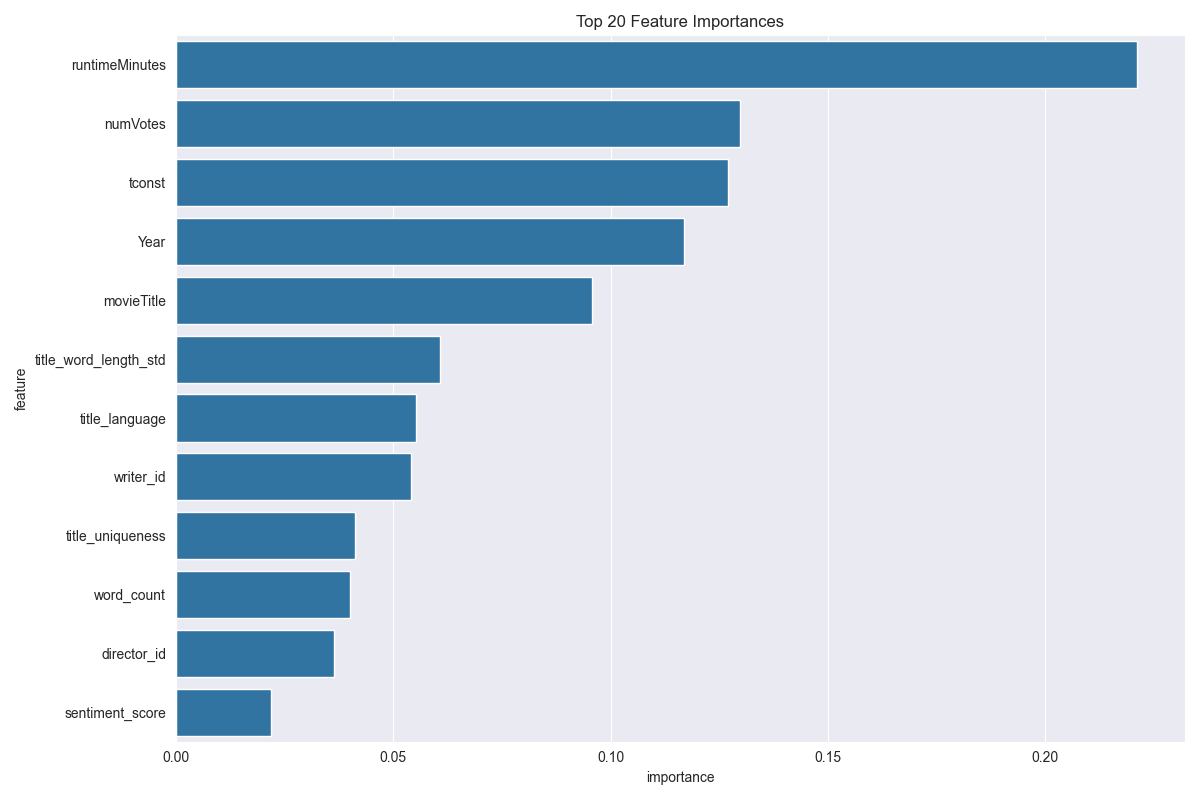 Top 20 Feature Importances
runtimeMinutes
numVotes
tconst
Year
movieTitle
title_word_length_std
title_language
writer_id
title_uniqueness
word_count
director_id
sentiment_score
feature
0.00 0.05 0.10 0.15 0.20
importance